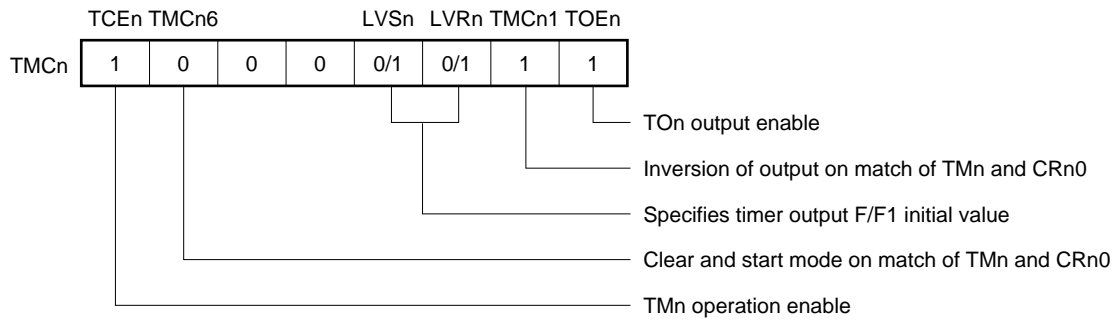 TCEn TMCn6 LVSn LVRn TMCn1 TOEn
TMCn 1 0 0 0 0/1 0/1 1 1
TOn output enable
Inversion of output on match of TMn and CRn0
Specifies timer output F/F1 initial value
Clear and start mode on match of TMn and CRn0
TMn operation enable